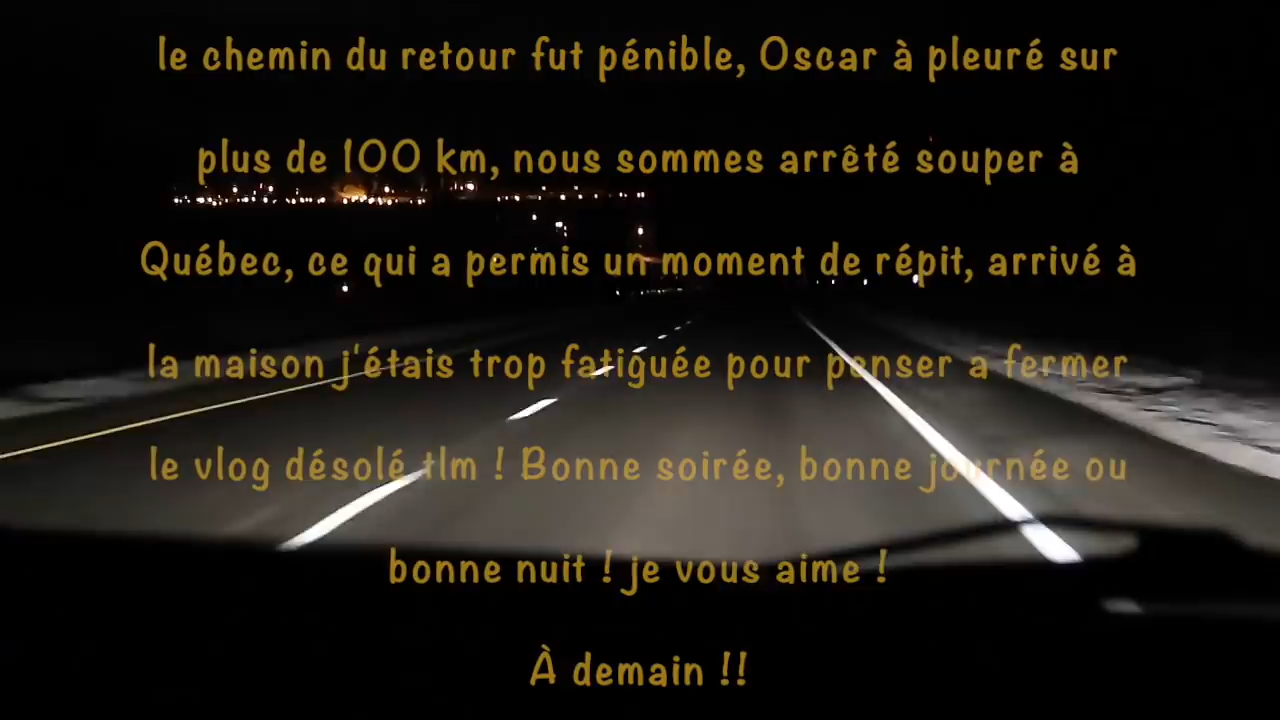 le chemin du retour fut pénible, Oscar à pleuré sur
plus de 100 km, nous sommes arrêté souper à
Québec, ce qui a permis un moment de répit, arrivé à
la maison j'étais trop fatiguée pour penser a fermer
le vlog désolé tlm ! Bonne soirée, bonne journée ou
bonne nuit ! je vous aime !
À demain !!